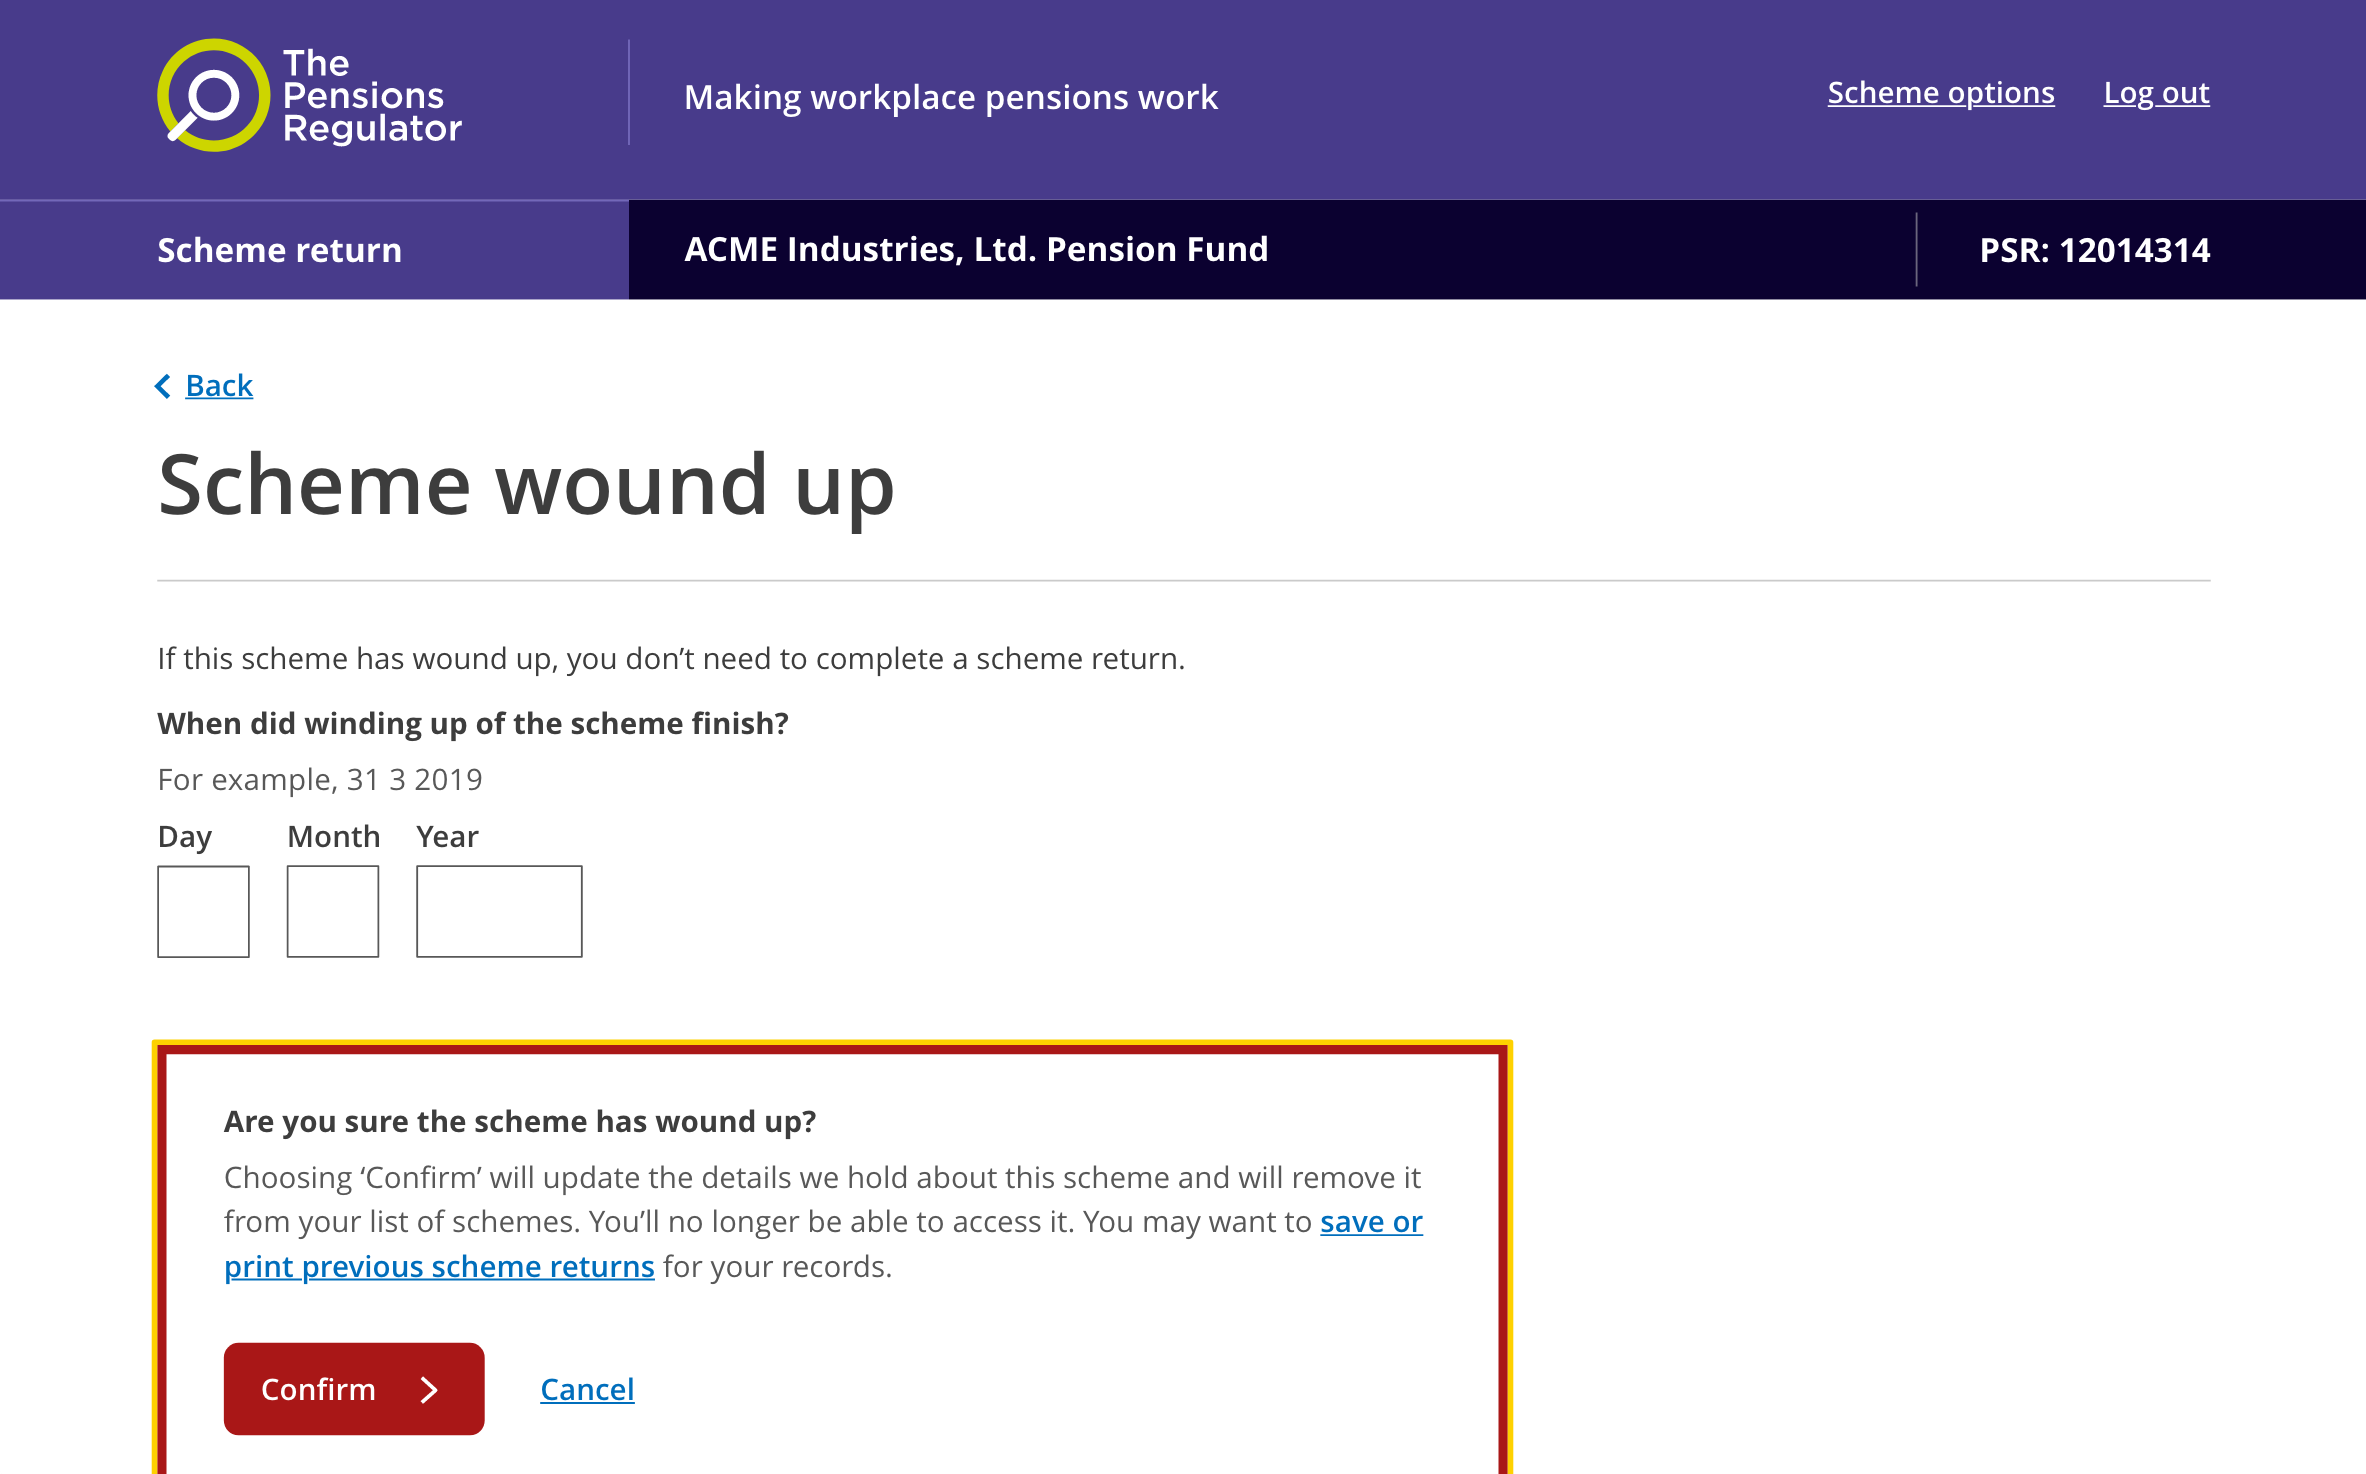 The
Pensions
Regulator
Making workplace pensions work
Scheme options
Log out
Scheme return
ACME Industries, Ltd. Pension Fund
PSR: 12014314
Back
Scheme wound up
If this scheme has wound up, you don’t need to complete a scheme return.
When did winding up of the scheme finish?
For example, 31 3 2019
Day
Month
Year
Are you sure the scheme has wound up?
Choosing ‘Confirm’ will update the details we hold about this scheme and will remove it
from your list of schemes. You’ll no longer be able to access it. You may want to save or
print previous scheme returns for your records.
Confirm
Cancel